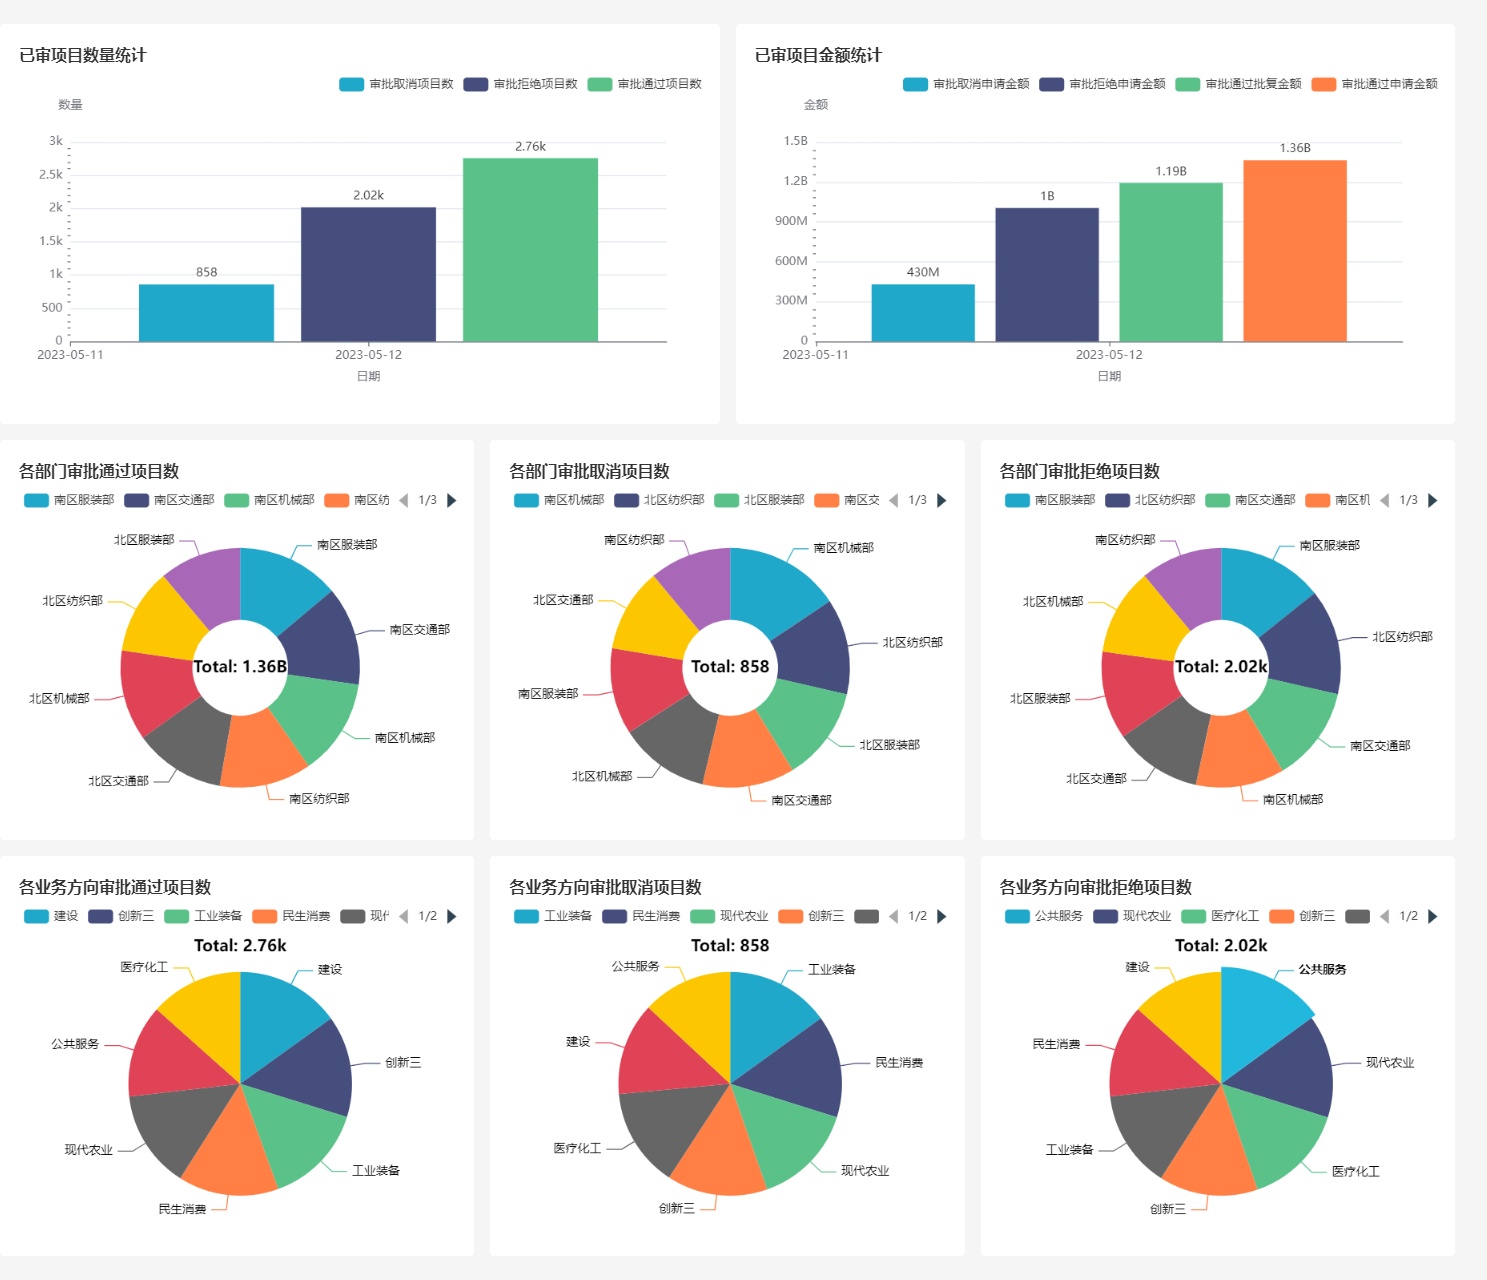 已审项目数量统计
审批取消项目数 审批拒绝项目数 审批通过项目数
数量
3k
2.76k
2.5k
2.02k
2k
1.5k
858
1k
500
0
2023-05-11 2023-05-12
日期
已审项目金额统计
审批取消申请金额 审批拒绝申请金额 审批通过批复金额 审批通过申请金额
金额
1.5B
1.36B
1.19B
1.2B
1B
900M
430M
600M
300M
0
2023-05-11 2023-05-12
日期
各部门审批通过项目数
南区服装部 南区交通部 南区机械部 南区纺 1/3
北区服装部 南区服装部
北区纺织部
南区交通部
Total: 1.36B
北区机械部
南区机械部
北区交通部
南区纺织部
各部门审批取消项目数
南区机械部 北区纺织部 北区服装部 南区交 1/3
南区纺织部 南区机械部
北区交通部
北区纺织部
Total: 858
南区服装部
北区服装部
北区机械部
南区交通部
各部门审批拒绝项目数
南区服装部 北区纺织部 南区交通部 南区机 1/3
南区纺织部 南区服装部
北区机械部
北区纺织部
Total: 2.02k
北区服装部
南区交通部
北区交通部
南区机械部
各业务方向审批通过项目数
建设 创新三 工业装备 民生消费 现代 1/2
Total: 2.76k
医疗化工 建设
公共服务
创新三
现代农业
工业装备
民生消费
各业务方向审批取消项目数
工业装备 民生消费 现代农业 创新三 1/2
Total: 858
公共服务 工业装备
建设
民生消费
医疗化工
现代农业
创新三
各业务方向审批拒绝项目数
公共服务 现代农业 医疗化工 创新三 1/2
Total: 2.02k
建设 公共服务
民生消费
现代农业
工业装备
医疗化工
创新三